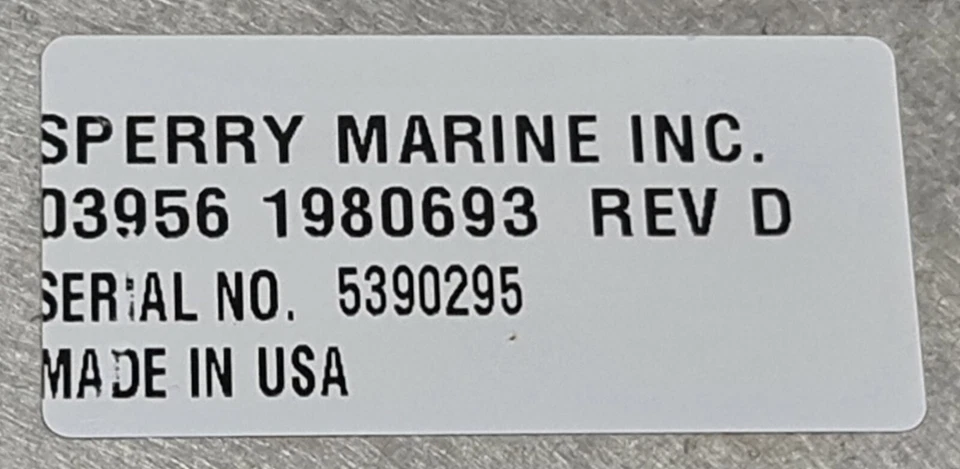 SPERRY MARINE INC.
03956 1980693 REV D
SERIAL NO. 5390295
MADE IN USA